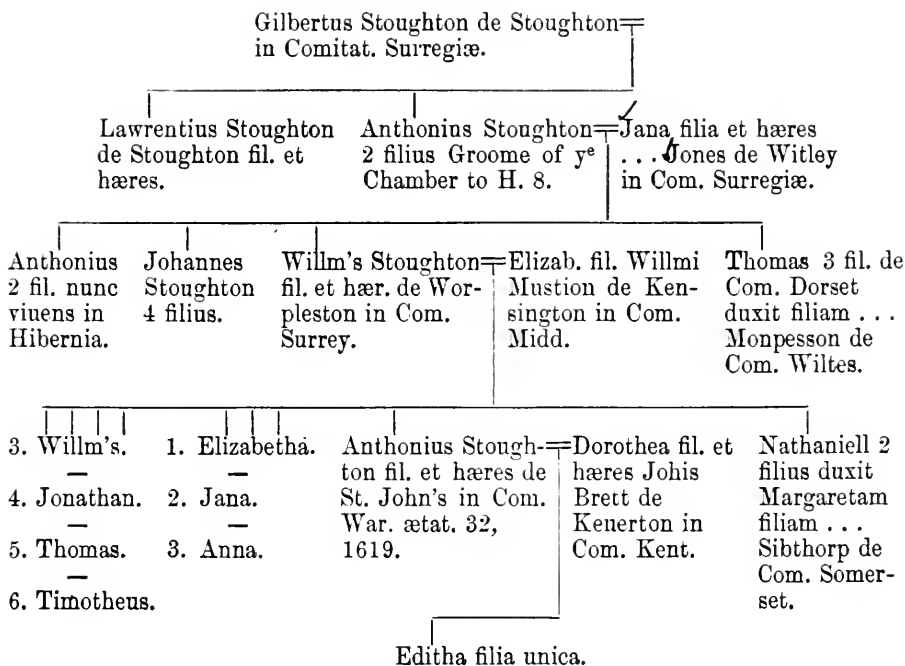 Gilbertus Stoughton de Stoughton
in Comitat. Surregiæ.
Lawrentius Stoughton
de Stoughton fil. et
hæres.
Anthonius Stoughton
2 filius Groome of yᵉ
Chamber to H. 8.
Jana filia et hæres
. . . Jones de Witley
in Com. Surregiæ.
Anthonius
2 fil. nunc
viuens in
Hibernia.
Johannes
Stoughton
4 filius.
Willm's Stoughton
fil. et hær. de Wor-
pleston in Com.
Surrey.
Elizab. fil. Willmi
Mustion de Ken-
sington in Com.
Midd.
Thomas 3 fil. de
Com. Dorset
duxit filiam . . .
Monpesson de
Com. Wiltes.
3. Willm's.
4. Jonathan.
5. Thomas.
6. Timotheus.
1. Elizabetha.
2. Jana.
3. Anna.
Anthonius Stough-
ton fil. et hæres de
St. John's in Com.
War. ætat. 32,
1619.
Dorothea fil. et
hæres Johis
Brett de
Keuerton in
Com. Kent.
Nathaniell 2
filius duxit
Margaretam
filiam . . .
Sibthorp de
Com. Somer-
set.
Editha filia unica.